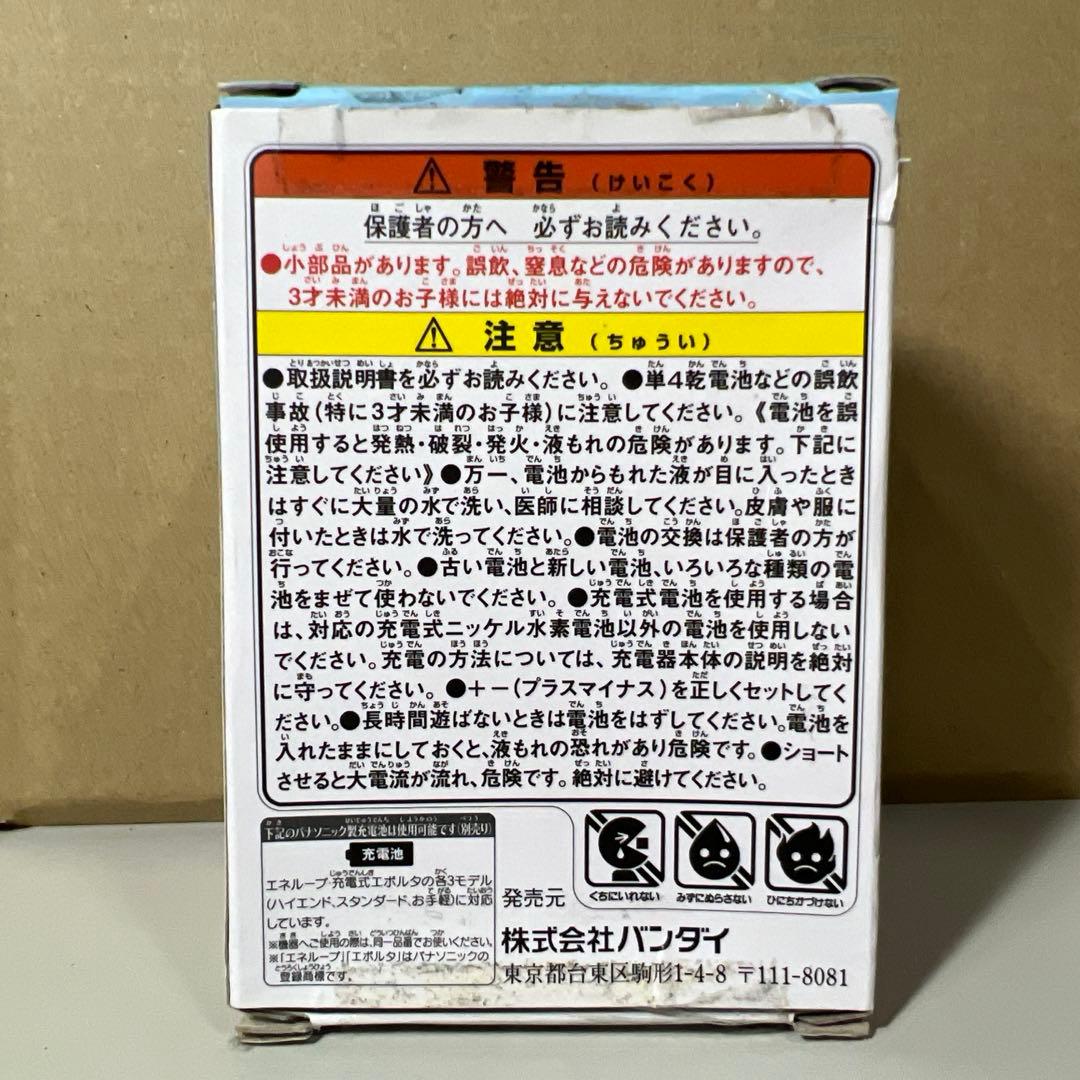 ⚠ 警告 (けいこく)
保護者の方へ 必ずお読みください。
●小部品があります。誤飲、窒息などの危険がありますので、
3才未満のお子様には絶対に与えないでください。
⚠ 注意 (ちゅうい)
●取扱説明書を必ずお読みください。●単4乾電池などの誤飲
事故(特に3才未満のお子様)に注意してください。《電池を誤
使用すると発熱・破裂・発火・液もれの危険があります。下記に
注意してください》●万一、電池からもれた液が目に入ったとき
はすぐに大量の水で洗い、医師に相談してください。皮膚や服に
付いたときは水で洗ってください。●電池の交換は保護者の方が
行ってください。●古い電池と新しい電池、いろいろな種類の電
池をまぜて使わないでください。●充電式電池を使用する場合
は、対応の充電式ニッケル水素電池以外の電池を使用しない
でください。充電の方法については、充電器本体の説明を絶対
に守ってください。●+-(プラスマイナス)を正しくセットしてく
ださい。●長時間遊ばないときは電池をはずしてください。電池を
入れたままにしておくと、液もれの恐れがあり危険です。●ショート
させると大電流が流れ、危険です。絶対に避けてください。
下記のパナソニック製充電池は使用可能です(別売り)
充電池
エネループ・充電式エボルタの各3モデル
(ハイエンド、スタンダード、お手軽)に対応
しています。
※機器へご使用の際は、同一品番でお使いください。
※「エネループ」「エボルタ」はパナソニックの
登録商標です。
くちにいれない
みずにぬらさない
ひにちかづけない
発売元
株式会社バンダイ
東京都台東区駒形1-4-8 〒111-8081